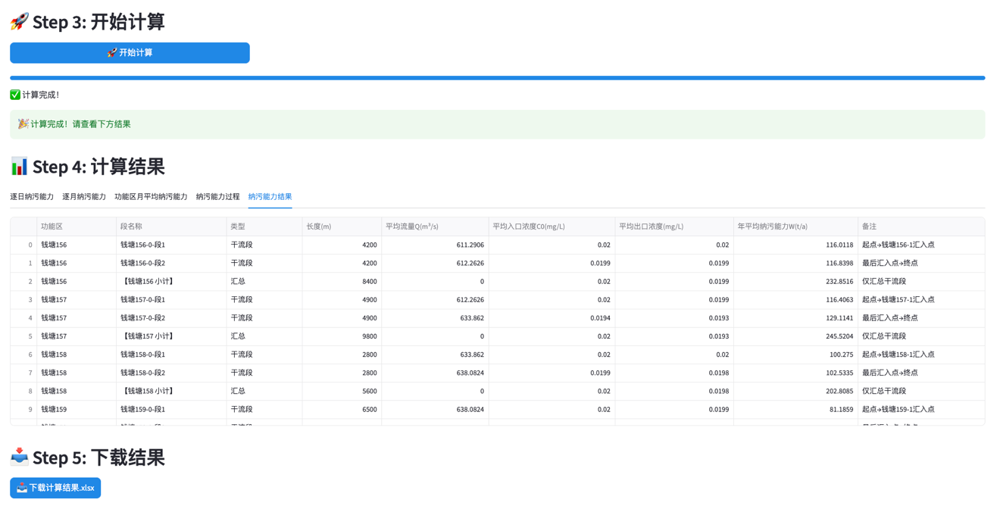 🚀 Step 3: 开始计算
🚀 开始计算
✅ 计算完成！
🎉 计算完成！请查看下方结果
📊 Step 4: 计算结果
逐日纳污能力 逐月纳污能力 功能区月平均纳污能力 纳污能力过程 纳污能力结果
功能区 段名称 类型 长度(m) 平均流量Q(m³/s) 平均入口浓度C0(mg/L) 平均出口浓度(mg/L) 年平均纳污能力W(t/a) 备注
0 钱塘156 钱塘156-0-段1 干流段 4200 611.2906 0.02 0.02 116.0118 起点→钱塘156-1汇入点
1 钱塘156 钱塘156-0-段2 干流段 4200 612.2626 0.0199 0.0199 116.8398 最后汇入点→终点
2 钱塘156 【钱塘156 小计】 汇总 8400 0 0.02 0.0199 232.8516 仅汇总干流段
3 钱塘157 钱塘157-0-段1 干流段 4900 612.2626 0.02 0.0199 116.4063 起点→钱塘157-1汇入点
4 钱塘157 钱塘157-0-段2 干流段 4900 633.862 0.0194 0.0193 129.1141 最后汇入点→终点
5 钱塘157 【钱塘157 小计】 汇总 9800 0 0.02 0.0193 245.5204 仅汇总干流段
6 钱塘158 钱塘158-0-段1 干流段 2800 633.862 0.02 0.02 100.275 起点→钱塘158-1汇入点
7 钱塘158 钱塘158-0-段2 干流段 2800 638.0824 0.0199 0.0198 102.5335 最后汇入点→终点
8 钱塘158 【钱塘158 小计】 汇总 5600 0 0.02 0.0198 202.8085 仅汇总干流段
9 钱塘159 钱塘159-0-段1 干流段 6500 638.0824 0.02 0.0199 81.1859 起点→钱塘159-1汇入点
📥 Step 5: 下载结果
📥 下载计算结果.xlsx